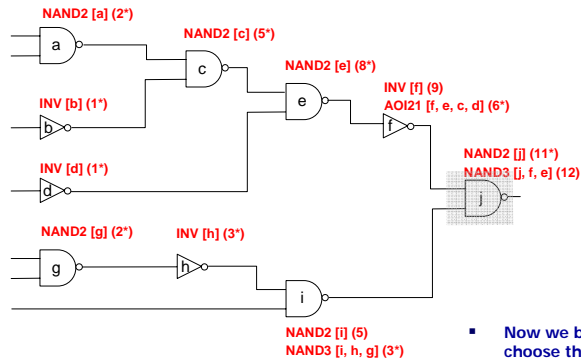 NAND2 [a] (2*)
a
NAND2 [c] (5*)
c
NAND2 [e] (8*)
e
INV [b] (1*)
b
INV [f] (9)
AOI21 [f, e, c, d] (6*)
f
INV [d] (1*)
d
NAND2 [j] (11*)
NAND3 [j, f, e] (12)
j
NAND2 [g] (2*)
g
INV [h] (3*)
h
i
NAND2 [i] (5)
NAND3 [i, h, g] (3*)
▪ Now we b
choose th